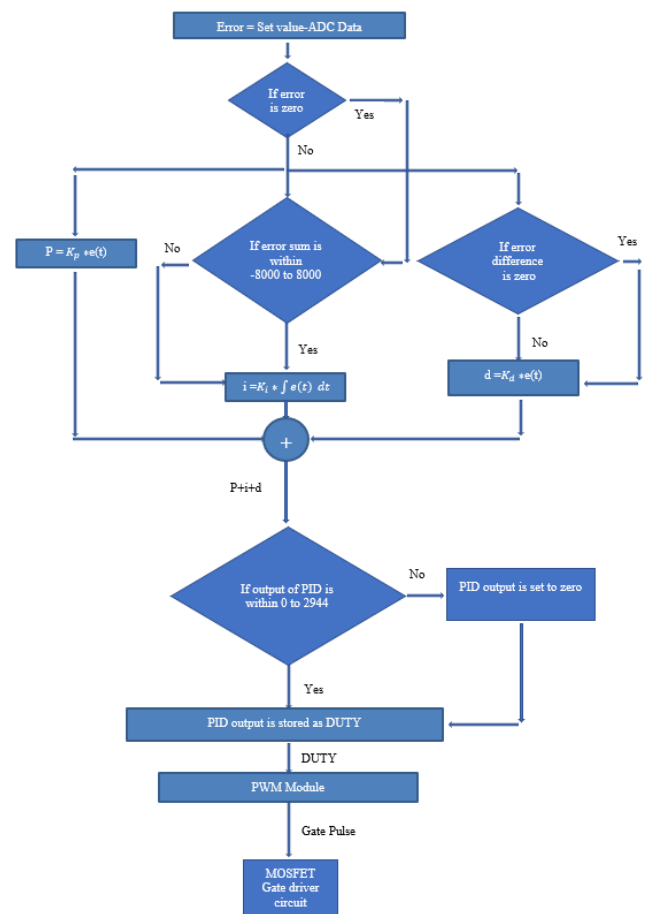 Error = Set value-ADC Data
If error
is zero
Yes
No
P = K_p *e(t)
No
If error sum is
within
-8000 to 8000
If error
difference
is zero
Yes
Yes
No
i =K_i * ∫ e(t) dt
d =K_d *e(t)
+
P+i+d
If output of PID is
within 0 to 2944
No
PID output is set to zero
Yes
PID output is stored as DUTY
DUTY
PWM Module
Gate Pulse
MOSFET
Gate driver
circuit